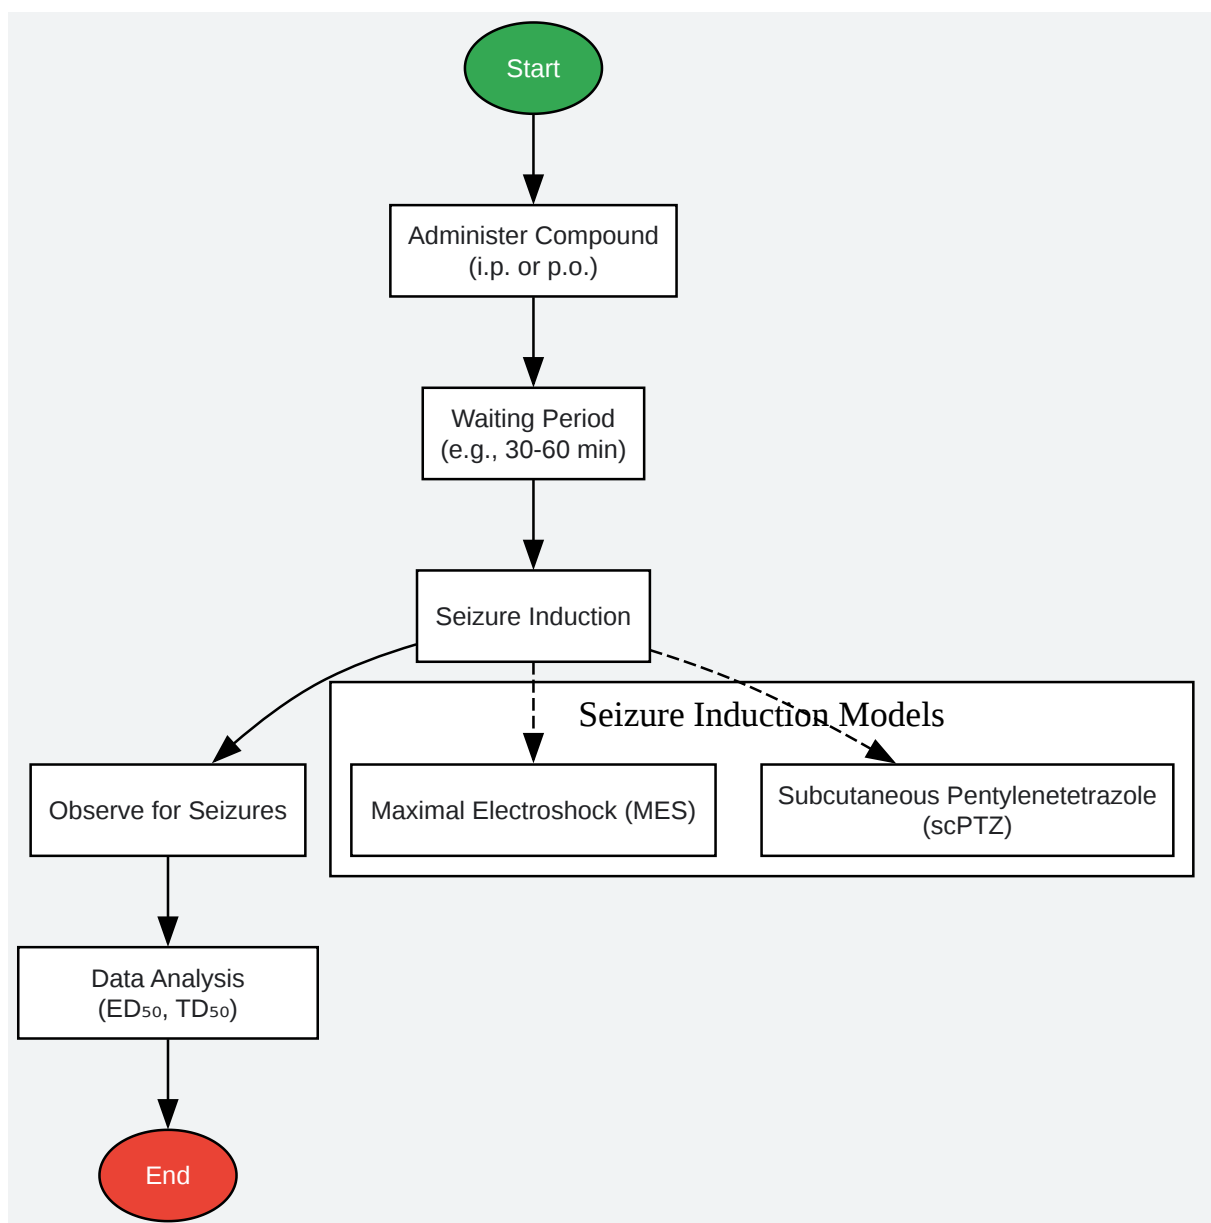 Start
Administer Compound
(i.p. or p.o.)
Waiting Period
(e.g., 30-60 min)
Seizure Induction
Seizure Induction Models
Observe for Seizures
Maximal Electroshock (MES)
Subcutaneous Pentylenetetrazole
(scPTZ)
Data Analysis
(ED₅₀, TD₅₀)
End